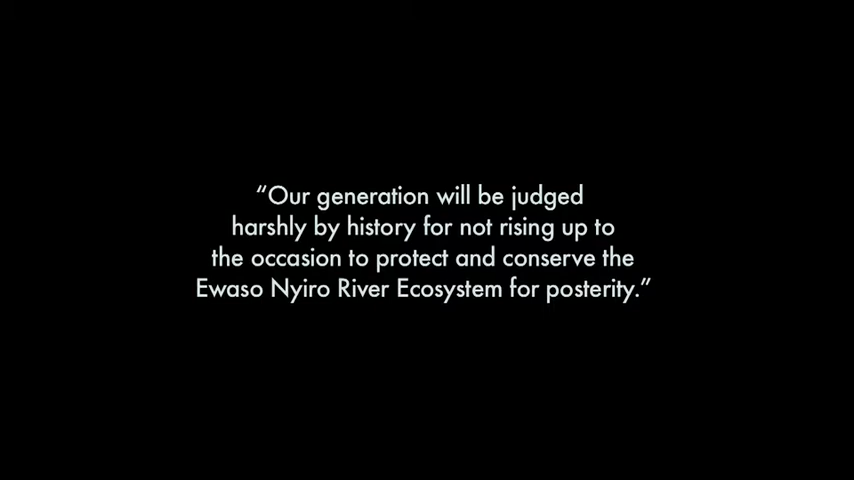 “Our generation will be judged
harshly by history for not rising up to
the occasion to protect and conserve the
Ewaso Nyiro River Ecosystem for posterity.”